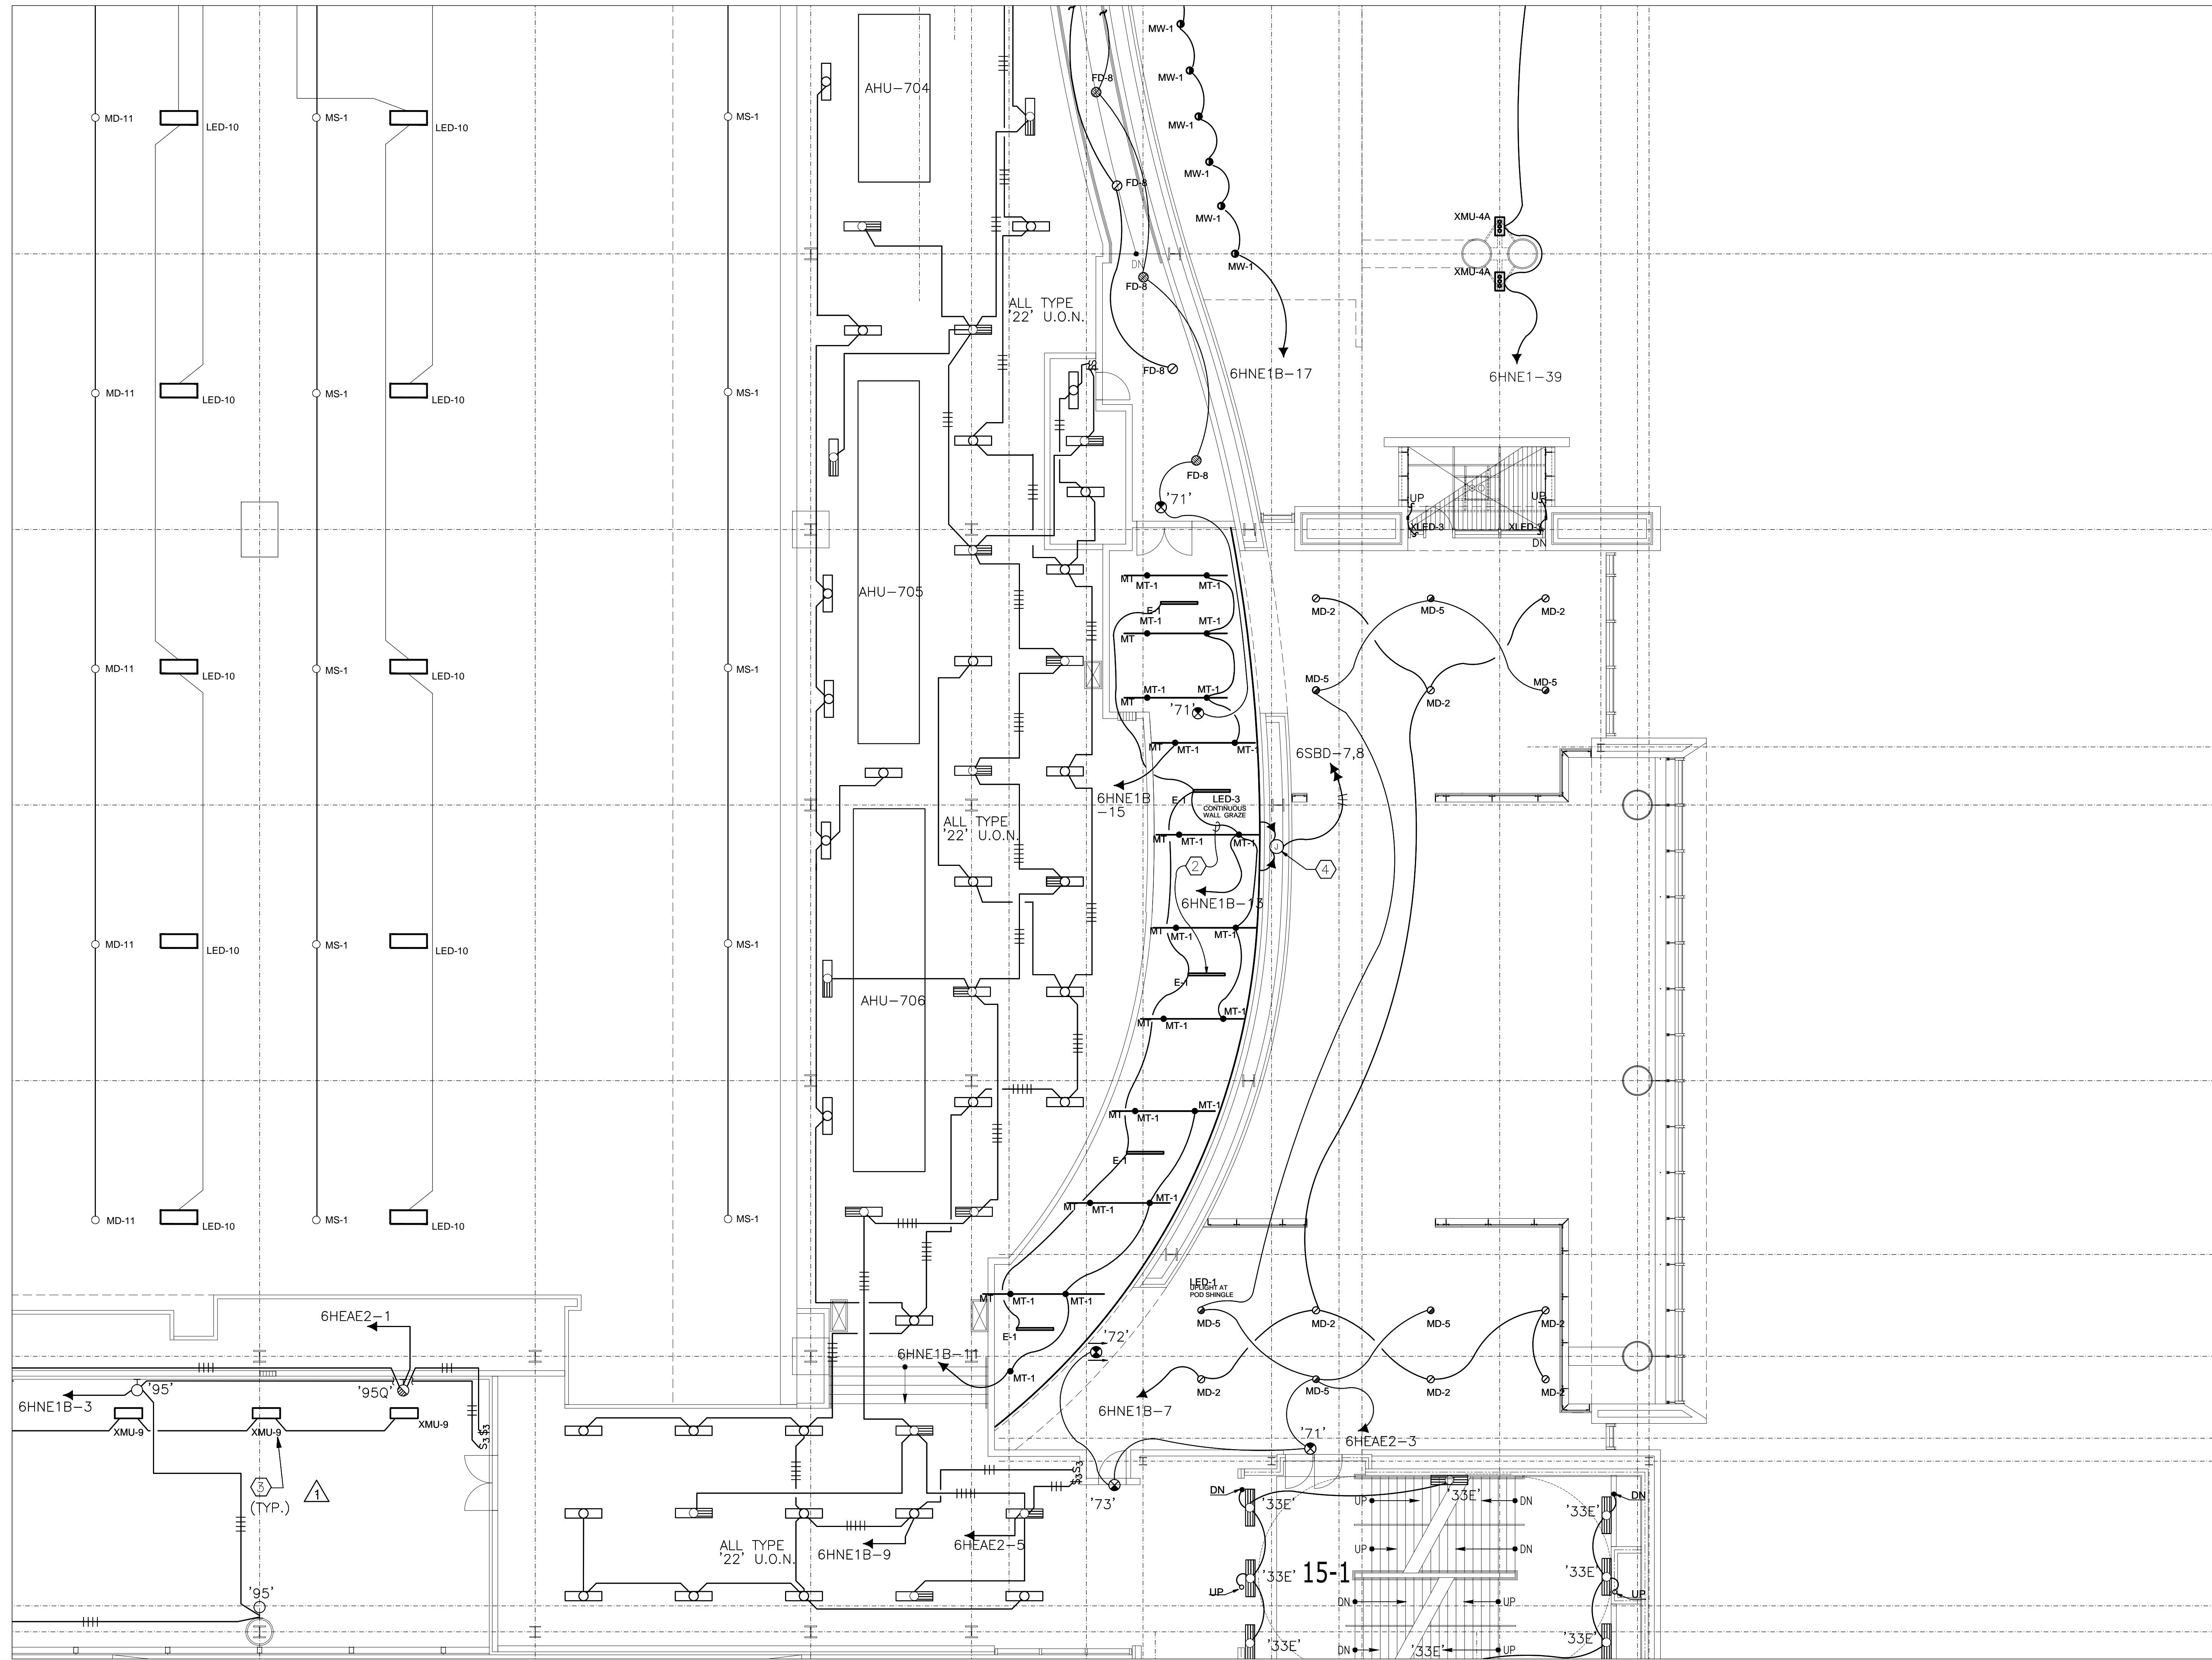 MW-1
AHU-704
FD-8
MW-1
MD-11
LED-10
MS-1
LED-10
MS-1
MW-1
MW-1
FD-8
MW-1
XMU-4A
DN
MW-1
XMU-4A
FD-8
ALL TYPE
'22' U.O.N.
S
FD-8
6HNE1B-17
6HNE1-39
MD-11
LED-10
MS-1
LED-10
MS-1
FD-8
'71'
UP
UP
XLED-3
XLED-3
DN
AHU-705
MT
MT-1
MT-1
E-1
MT-1
MT-1
MT
MD-2
MD-5
MD-2
MD-11
LED-10
MS-1
LED-10
MS-1
MT-1
MT-1
MT
'71'
MD-5
MD-2
MD-5
MT
MT-1
MT-1
6SBD-7,8
6HNE1B
-15
E-1
LED-3
CONTINUOUS
WALL GRAZE
ALL TYPE
'22' U.O.N.
MT
MT-1
MT-1
J
2
4
6HNE1B-13
MD-11
LED-10
MS-1
LED-10
MS-1
MT
MT-1
MT-1
E-1
AHU-706
MT
MT-1
MT-1
MT
MT-1
MT-1
E-1
MD-11
LED-10
MS-1
LED-10
MS-1
MT
MT-1
MT-1
LED-1
UPLIGHT AT
POD SHINGLE
MT
MT-1
MT-1
E-1
MD-5
MD-2
MD-5
MD-2
6HEAE2-1
'72'
6HNE1B-11
MT-1
MD-2
MD-5
MD-2
MD-2
'95'
'95Q'
6HNE1B-3
XMU-9
XMU-9
XMU-9
S3 S3
6HNE1B-7
'71'
6HEAE2-3
3
(TYP.)
1
S3S3
'73'
DN
'33E'
'33E'
UP
DN
'33E'
DN
ALL TYPE
'22' U.O.N.
6HNE1B-9
6HEAE2-5
UP
DN
'33E'
15-1
'33E'
UP
UP
'95'
DN
UP
'33E'
DN
'33E'
UP
'33E'